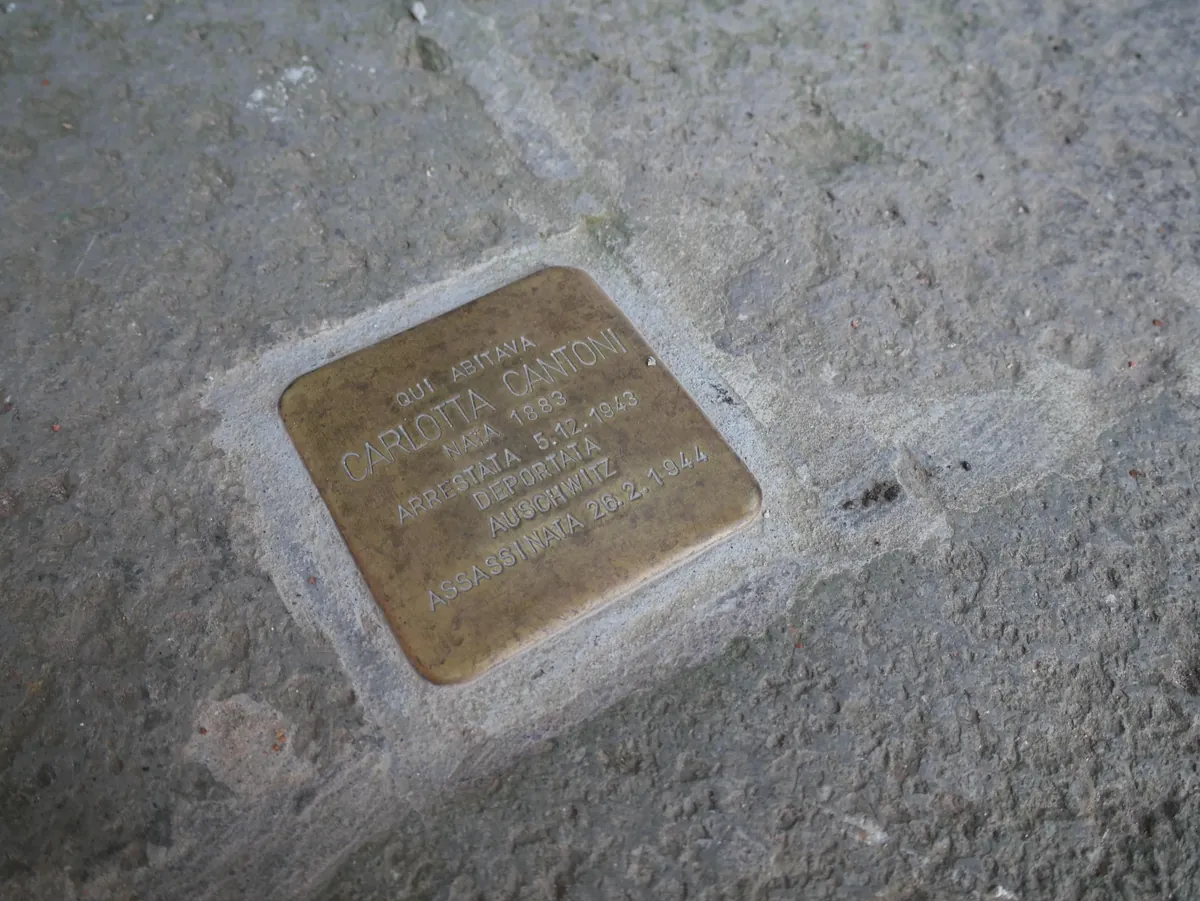 QUI ABITAVA
CARLOTTA CANTONI
NATA 1883
ARRESTATA 5.12.1943
DEPORTATA
AUSCHWITZ
ASSASSINATA 26.2.1944